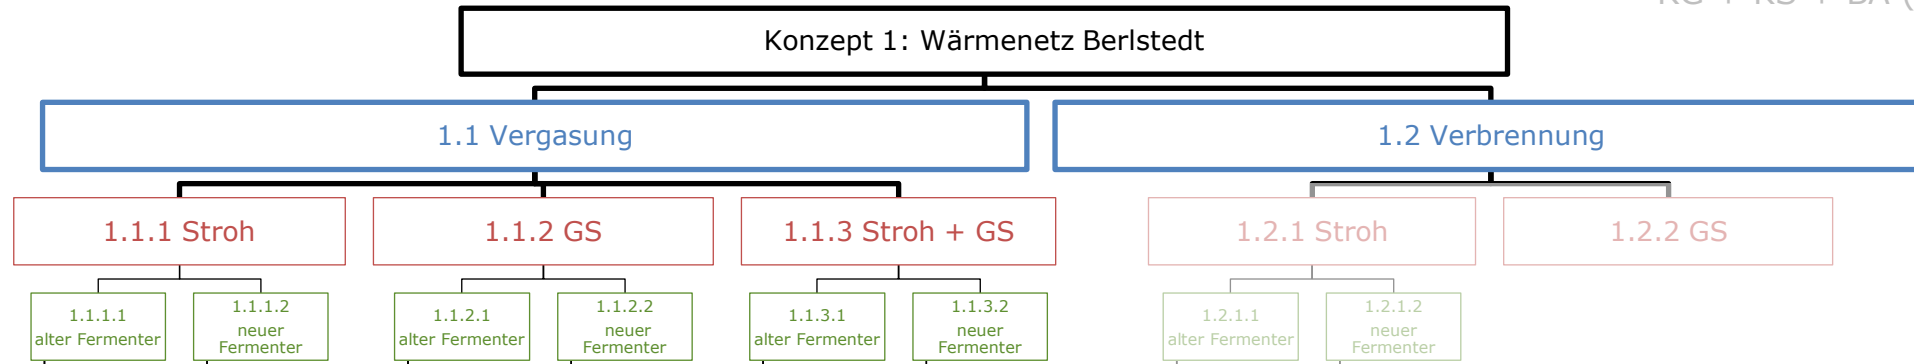 Konzept 1: Wärmenetz Berlstedt
1.1 Vergasung
1.2 Verbrennung
1.1.1 Stroh
1.1.2 GS
1.1.3 Stroh + GS
1.2.1 Stroh
1.2.2 GS
1.1.1.1
alter Fermenter
1.1.1.2
neuer
Fermenter
1.1.2.1
alter Fermenter
1.1.2.2
neuer
Fermenter
1.1.3.1
alter Fermenter
1.1.3.2
neuer
Fermenter
1.2.1.1
alter Fermenter
1.2.1.2
neuer
Fermenter